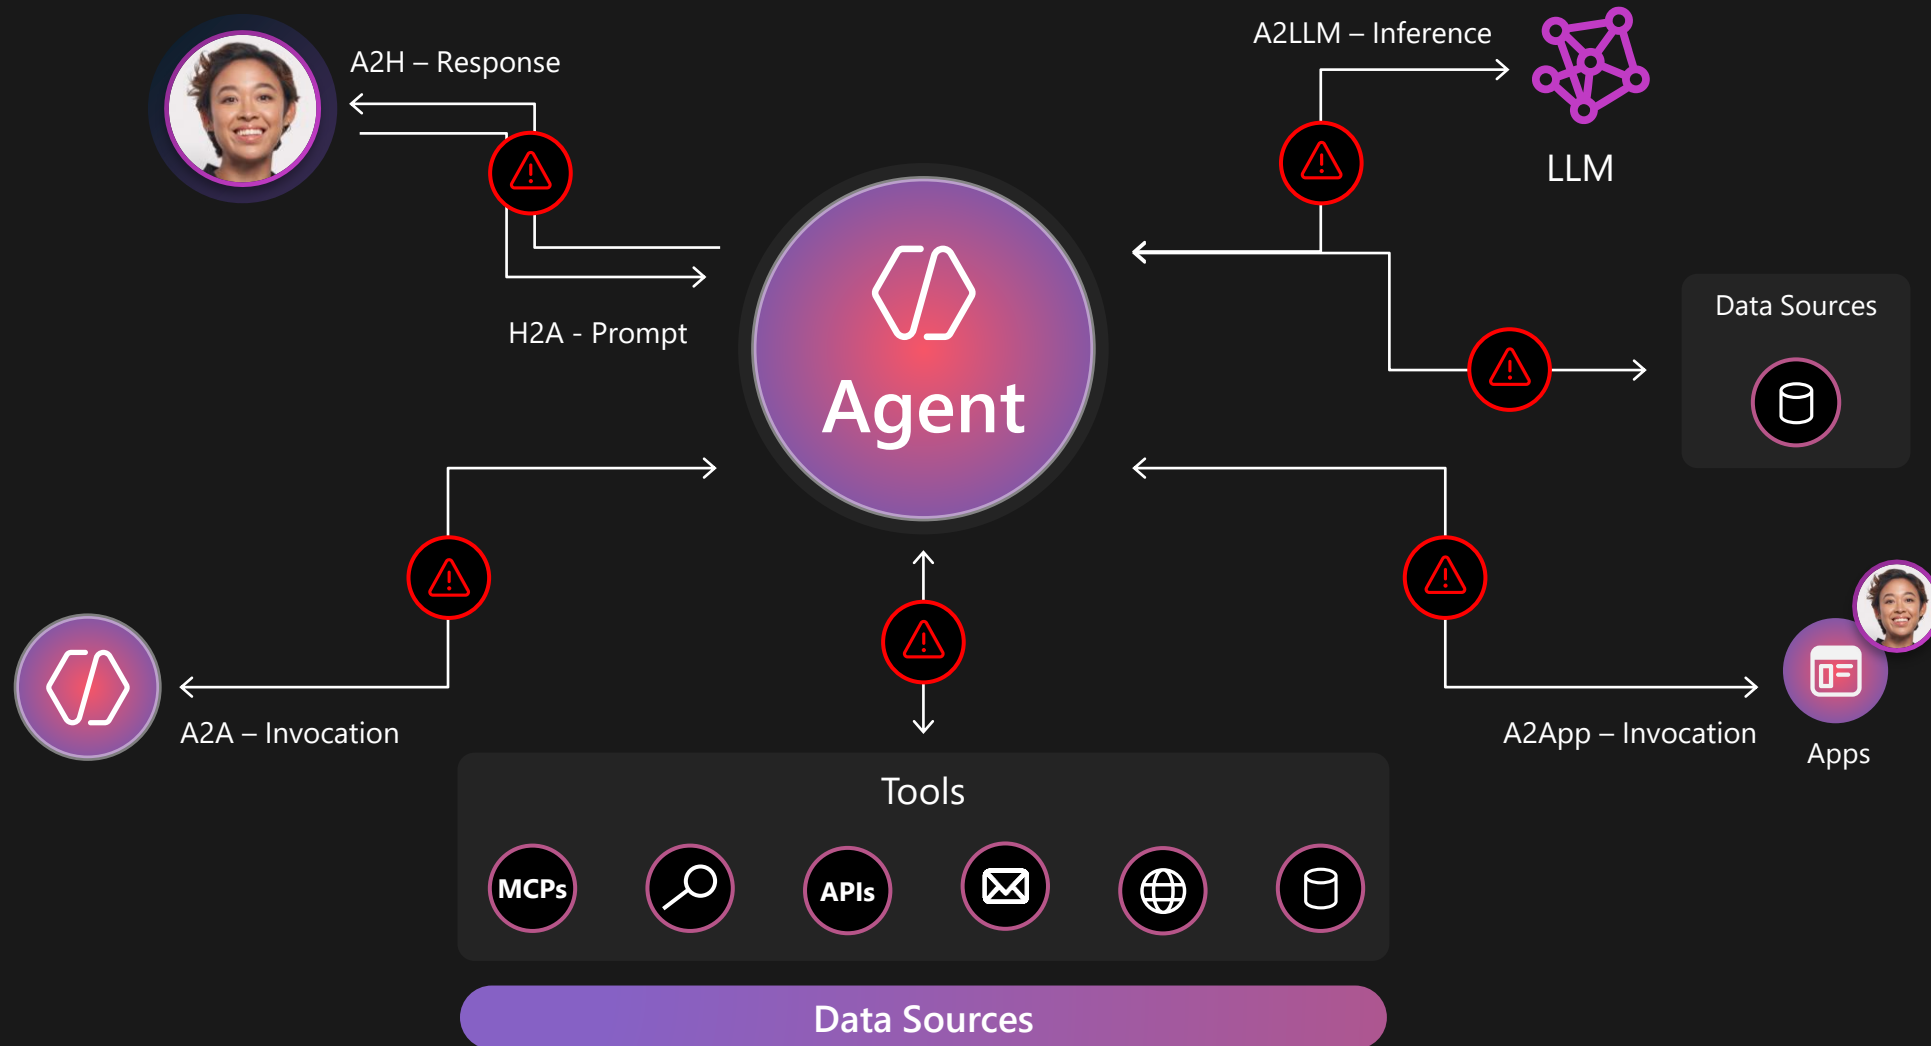 A2H – Response
A2LLM – Inference
LLM
Data Sources
H2A - Prompt
Agent
A2A – Invocation
A2App – Invocation
Apps
Tools
MCPs
APIs
Data Sources